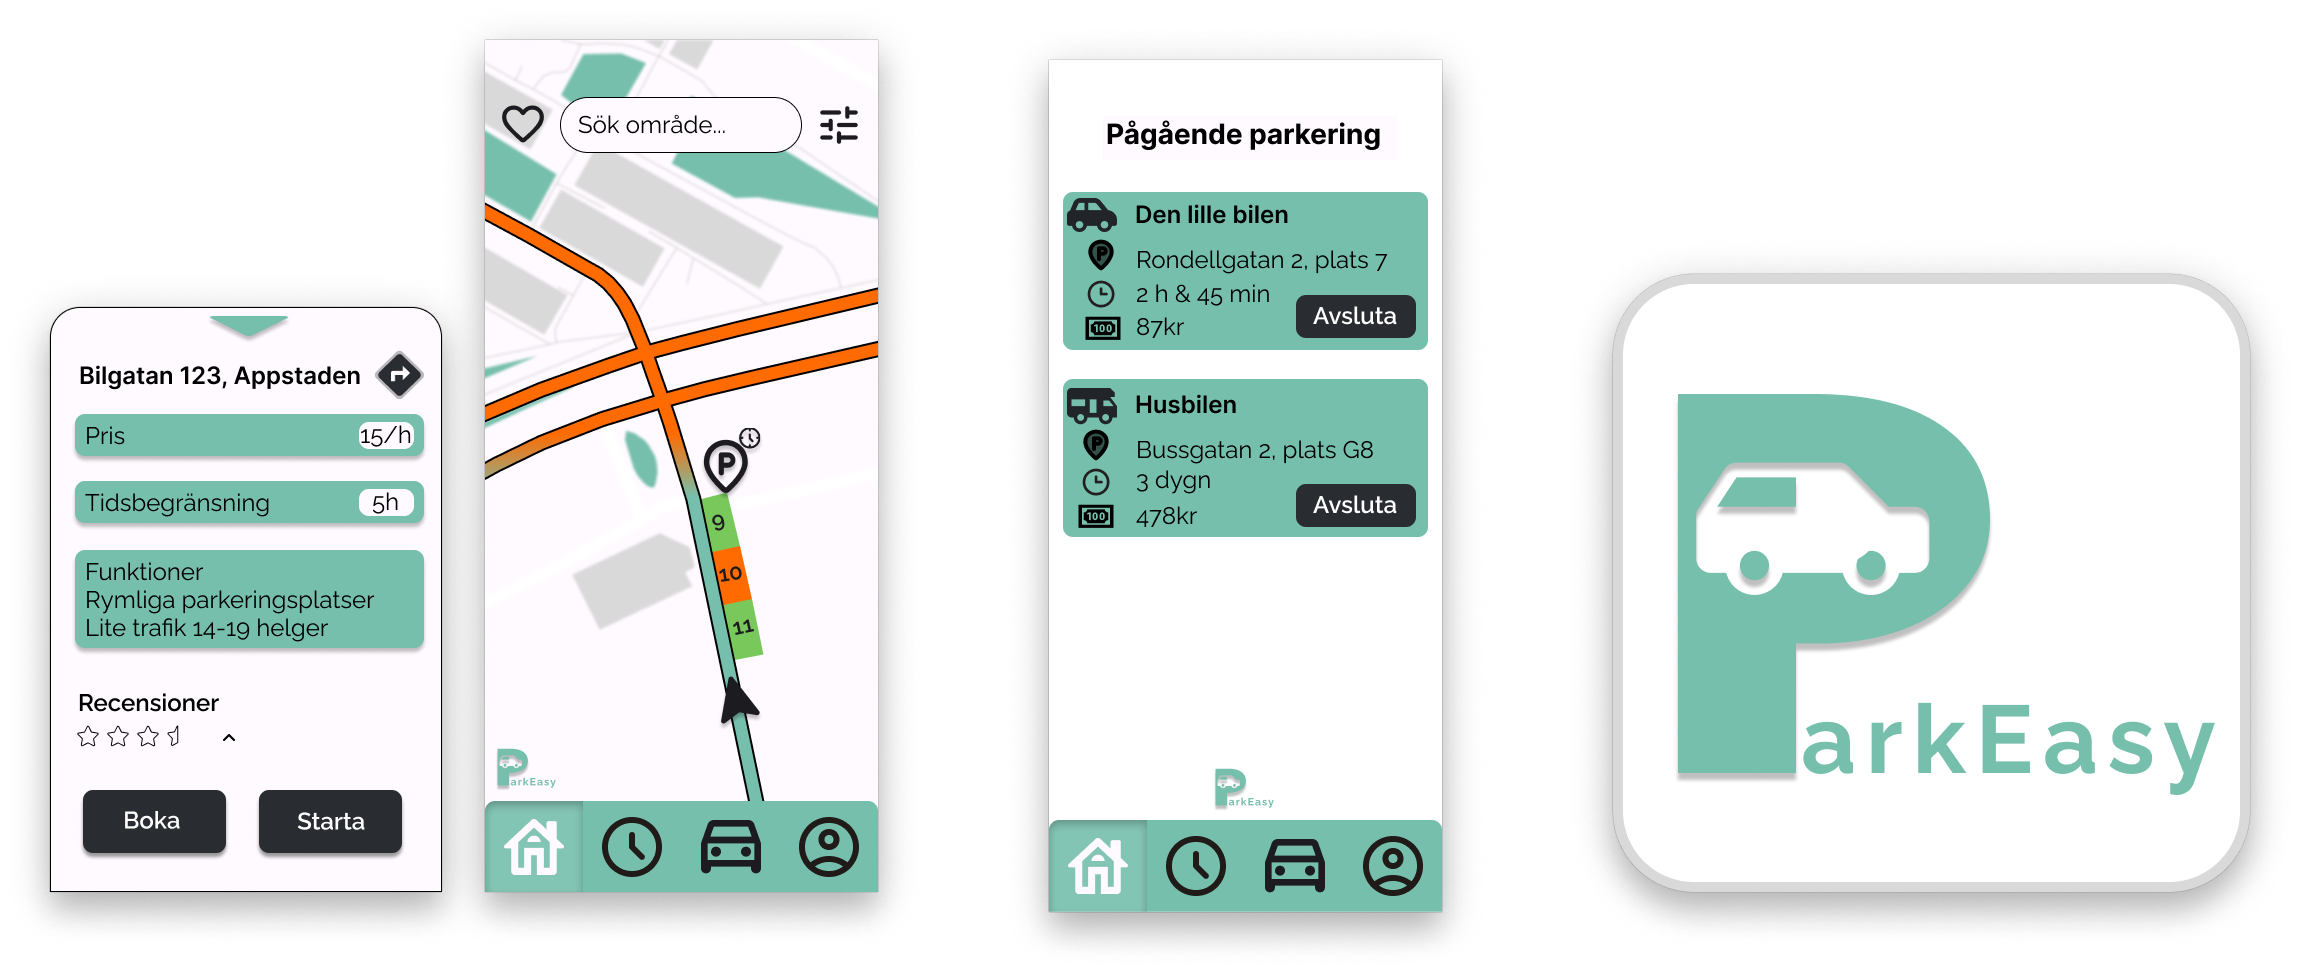 Bilgatan 123, Appstaden
Pris 15/h
Tidsbegränsning 5h
Funktioner
Rymliga parkeringsplatser
Lite trafik 14-19 helger
Recensioner
Boka Starta
Sök område...
P
9
10
11
ParkEasy
Pågående parkering
Den lille bilen
P Rondellgatan 2, plats 7
2 h & 45 min
100 87kr
Avsluta
Husbilen
P Bussgatan 2, plats G8
3 dygn
100 478kr
Avsluta
ParkEasy
ParkEasy